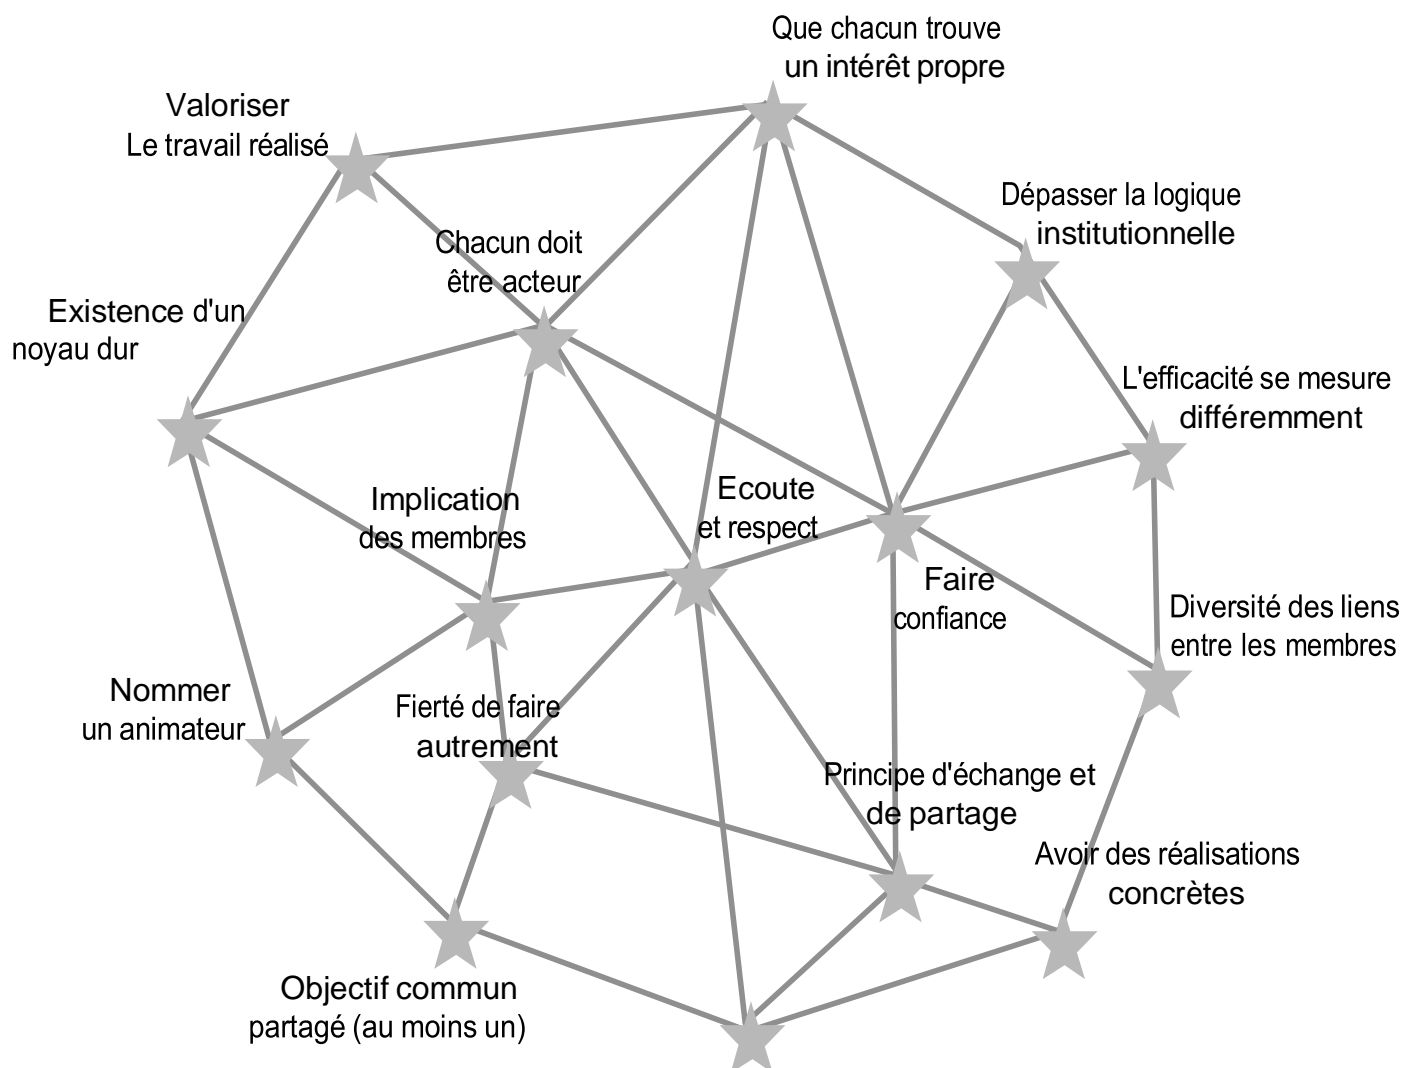 Que chacun trouve
un intérêt propre
Valoriser
Le travail réalisé
Dépasser la logique
institutionnelle
Chacun doit
être acteur
Existence d'un
noyau dur
L'efficacité se mesure
différemment
Ecoute
et respect
Implication
des membres
Faire
confiance
Diversité des liens
entre les membres
Nommer
un animateur
Fierté de faire
autrement
Principe d'échange et
de partage
Avoir des réalisations
concrètes
Objectif commun
partagé (au moins un)